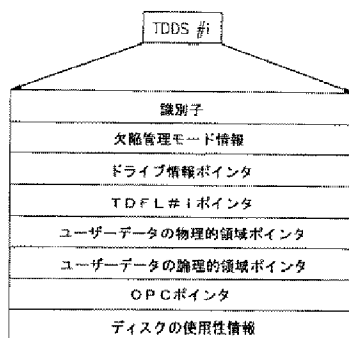 TDDS #i
識別子
欠陥管理モード情報
ドライブ情報ポインタ
TDFL#iポインタ
ユーザーデータの物理的領域ポインタ
ユーザーデータの論理的領域ポインタ
OPCポインタ
ディスクの使用性情報